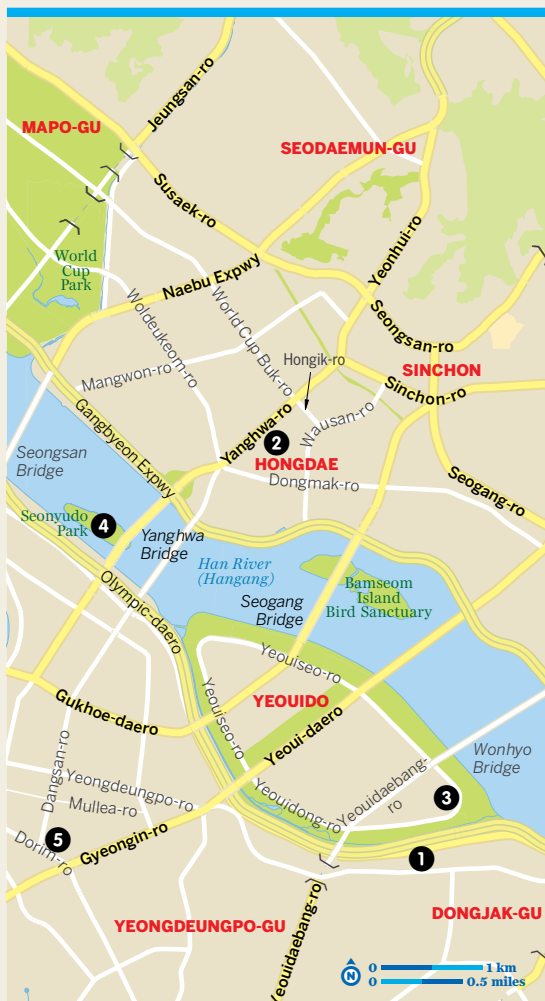 Jeungsan-ro
MAPO-GU
SEODAEMUN-GU
Susaek-ro
Yeonhui-ro
World
Cup
Park
Naebu Expwy
Woldeukeom-ro
World Cup Buk-ro
Seongsan-ro
Hongik-ro
Mangwon-ro
SINCHON
Sinchon-ro
Gangbyeon Expwy
Yanghwa-ro
Wausan-ro
2
HONGDAE
Seongsan
Bridge
Dongmak-ro
Seogang-ro
Seonyudo
Park
4
Yanghwa
Bridge
Han River
(Hangang)
Olympic-daero
Bamseom
Island
Bird Sanctuary
Seogang
Bridge
Yeouiseo-ro
Yeouiseo-ro
YEOUIDO
Gukhoe-daero
Yeoui-daero
Dangsan-ro
Wonhyo
Bridge
Yeongdeungpo-ro
Mullea-ro
Yeouidong-ro
Yeouidaebang-
ro
3
5
Dorim-ro
Gyeongin-ro
1
YEONGDEUNGPO-GU
Yeouidaebang-ro
DONGJAK-GU
N
0
1 km
0
0.5 miles